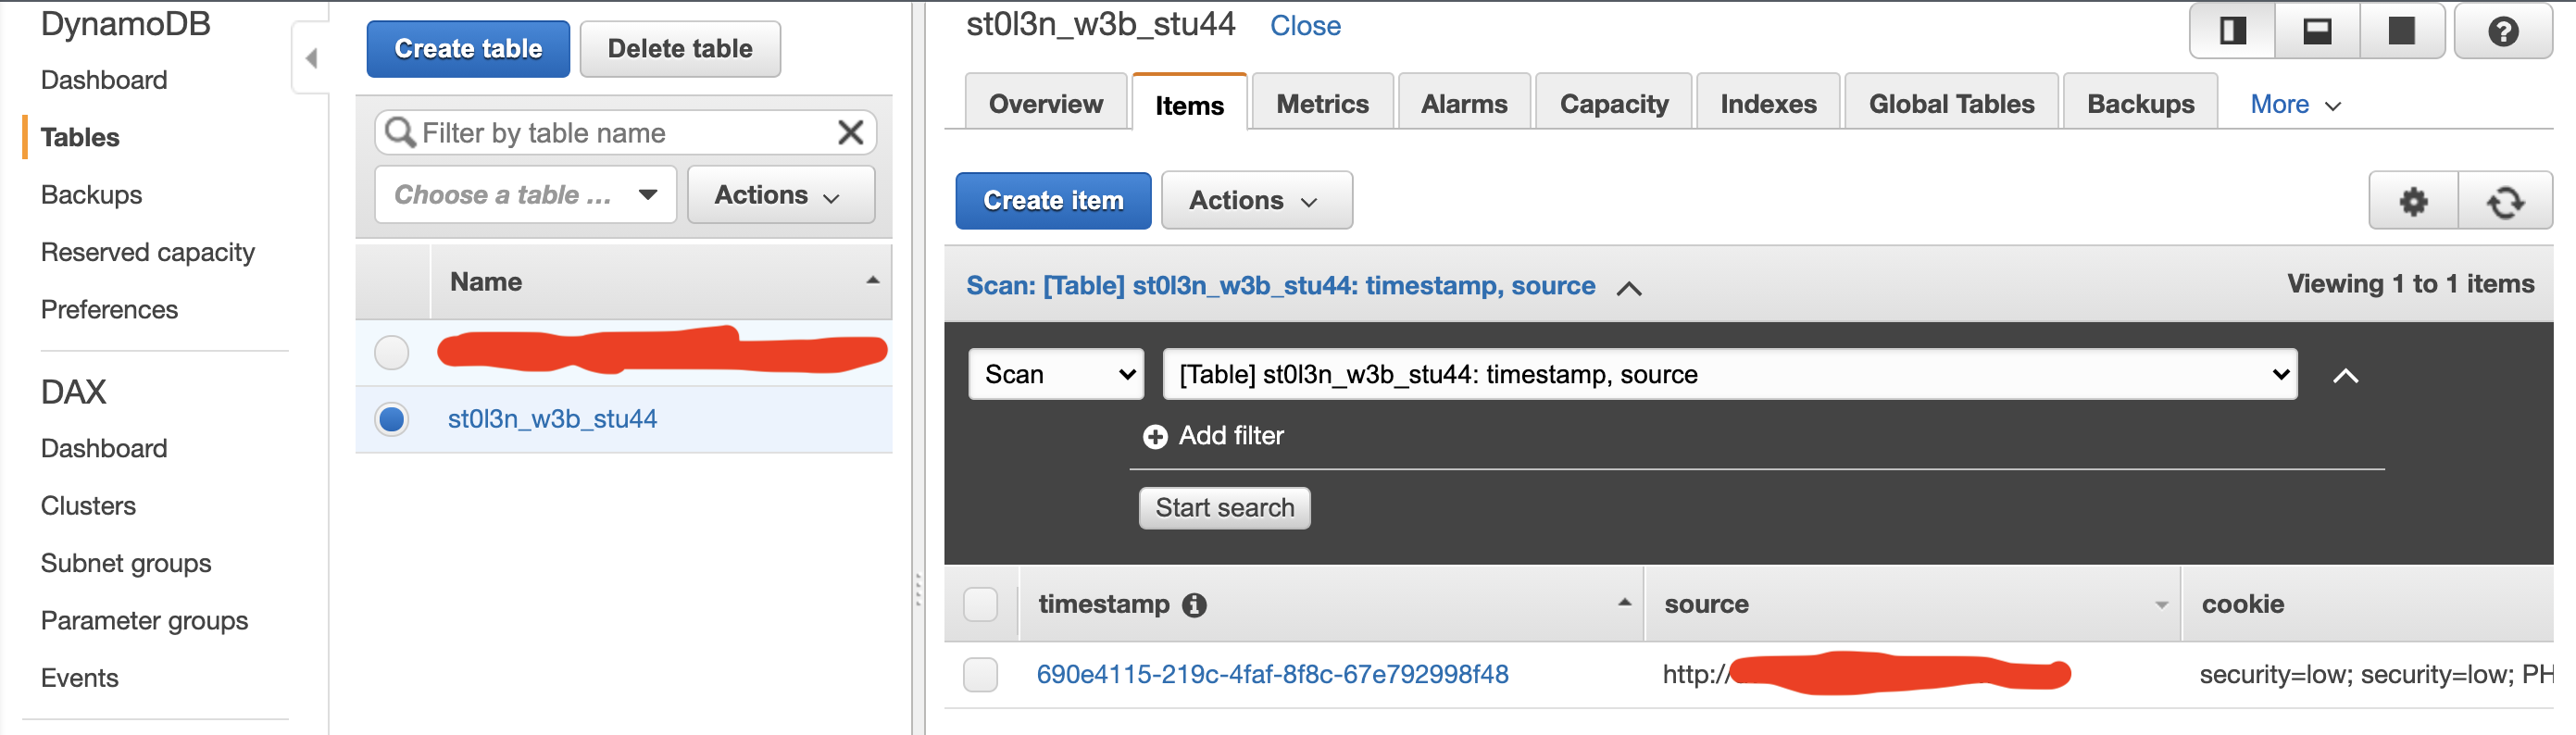 DynamoDB
Dashboard
Tables
Backups
Reserved capacity
Preferences
DAX
Dashboard
Clusters
Subnet groups
Parameter groups
Events
Create table
Delete table
Filter by table name
Choose a table ...
Actions
Name
st0l3n_w3b_stu44
st0l3n_w3b_stu44 Close
Overview Items Metrics Alarms Capacity Indexes Global Tables Backups More
Create item Actions
Scan: [Table] st0l3n_w3b_stu44: timestamp, source
Viewing 1 to 1 items
Scan [Table] st0l3n_w3b_stu44: timestamp, source
Add filter
Start search
timestamp source cookie
690e4115-219c-4faf-8f8c-67e792998f48 http:// security=low; security=low; PH